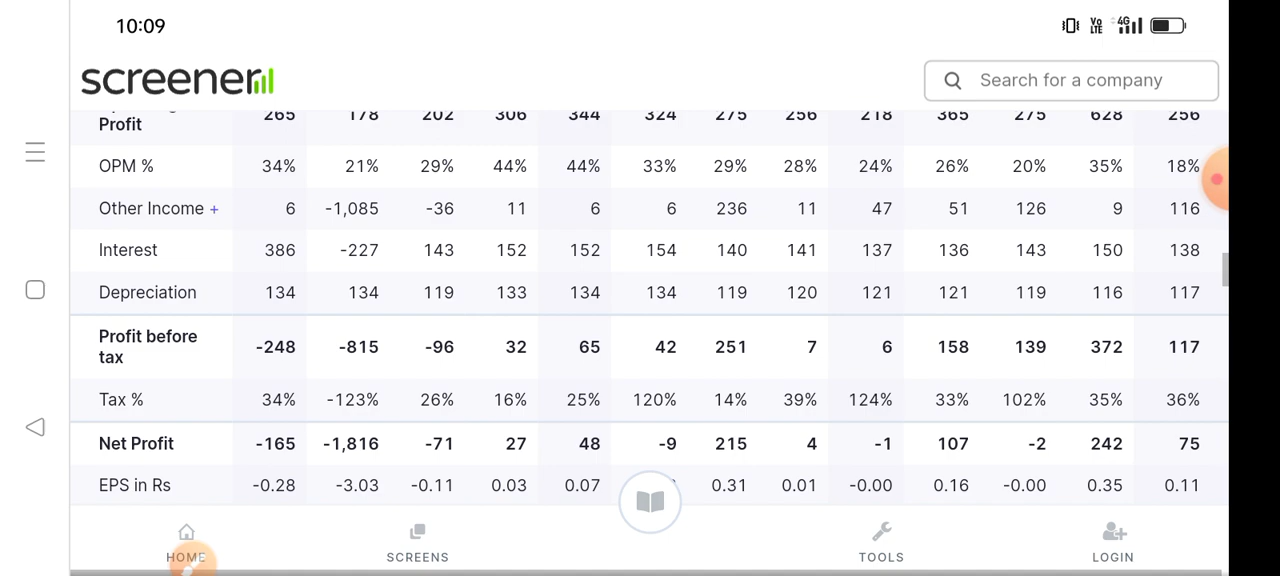 10:09
Vo LTE 4G
screener
Search for a company
Profit 265 178 202 306 344 324 275 256 218 365 275 628 256
OPM % 34% 21% 29% 44% 44% 33% 29% 28% 24% 26% 20% 35% 18%
Other Income + 6 -1,085 -36 11 6 6 236 11 47 51 126 9 116
Interest 386 -227 143 152 152 154 140 141 137 136 143 150 138
Depreciation 134 134 119 133 134 134 119 120 121 121 119 116 117
Profit before
tax -248 -815 -96 32 65 42 251 7 6 158 139 372 117
Tax % 34% -123% 26% 16% 25% 120% 14% 39% 124% 33% 102% 35% 36%
Net Profit -165 -1,816 -71 27 48 -9 215 4 -1 107 -2 242 75
EPS in Rs -0.28 -3.03 -0.11 0.03 0.07 0.31 0.01 -0.00 0.16 -0.00 0.35 0.11
HOME SCREENS TOOLS LOGIN